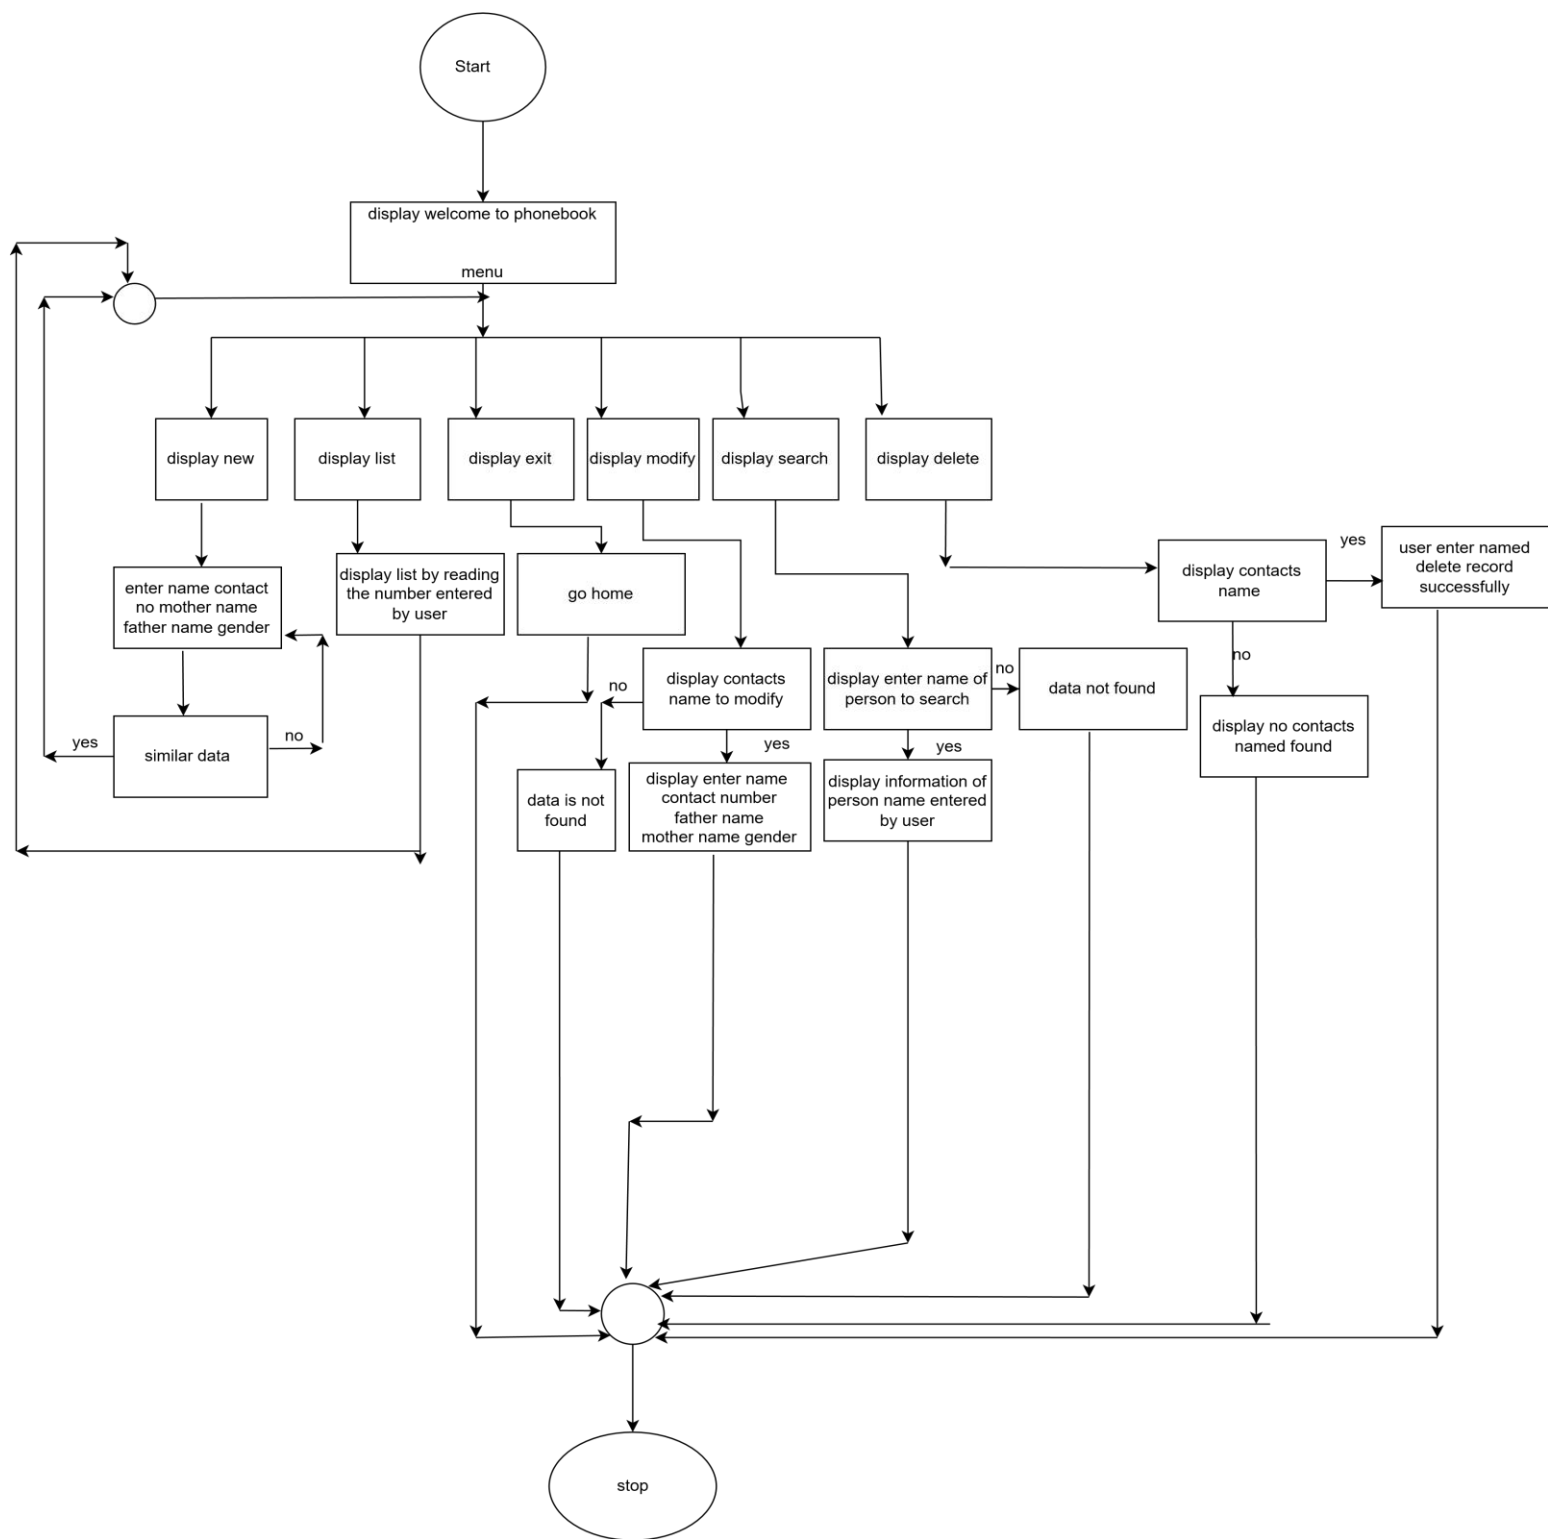 Start
display welcome to phonebook
menu
display new
display list
display exit
display modify
display search
display delete
enter name contact
no mother name
father name gender
display list by reading
the number entered
by user
go home
display contacts
name
yes
user enter named
delete record
successfully
no
display contacts
name to modify
no
display enter name of
person to search
no
data not found
display no contacts
named found
yes
similar data
no
yes
yes
data is not
found
display enter name
contact number
father name
mother name gender
display information of
person name entered
by user
stop